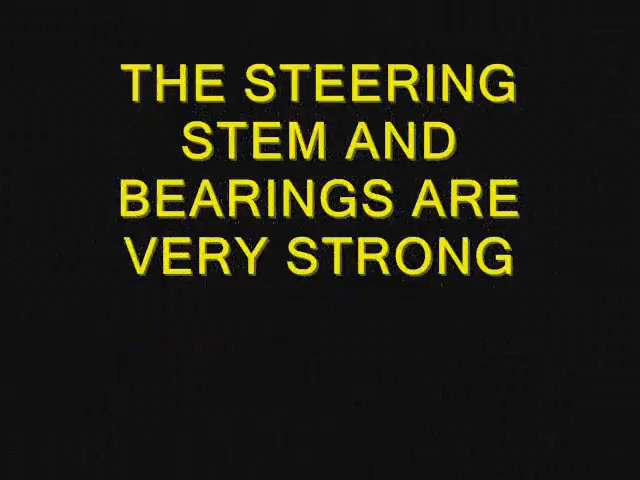 THE STEERING
STEM AND
BEARINGS ARE
VERY STRONG